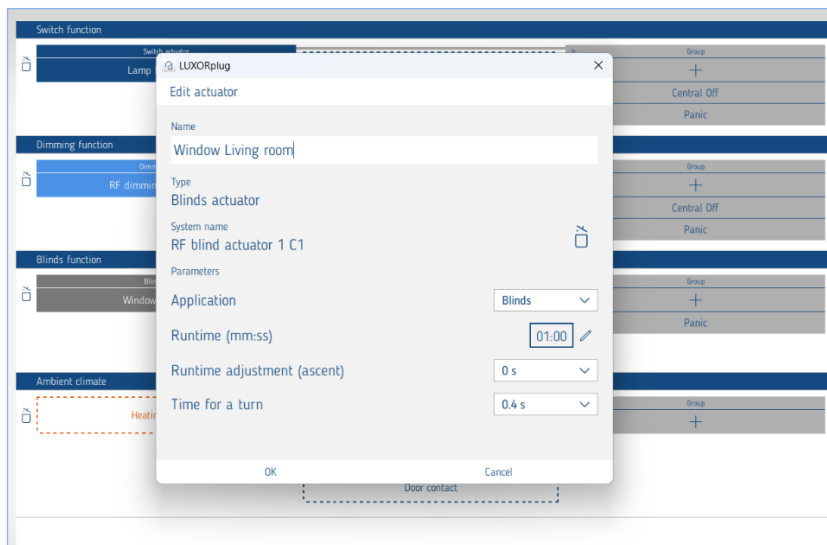 Switch function
Switch actuator
Lamp
Group
Central Off
Panic
Dimming function
RF
Group
Central Off
Panic
Blinds function
Window
Group
Panic
Ambient climate
Group
Door contact
LUXORplug
Edit actuator
Name
Window Living room
Type
Blinds actuator
System name
RF blind actuator 1 C1
Parameters
Application
Blinds
Runtime (mm:ss)
01:00
Runtime adjustment (ascent)
0 s
Time for a turn
0.4 s
OK
Cancel